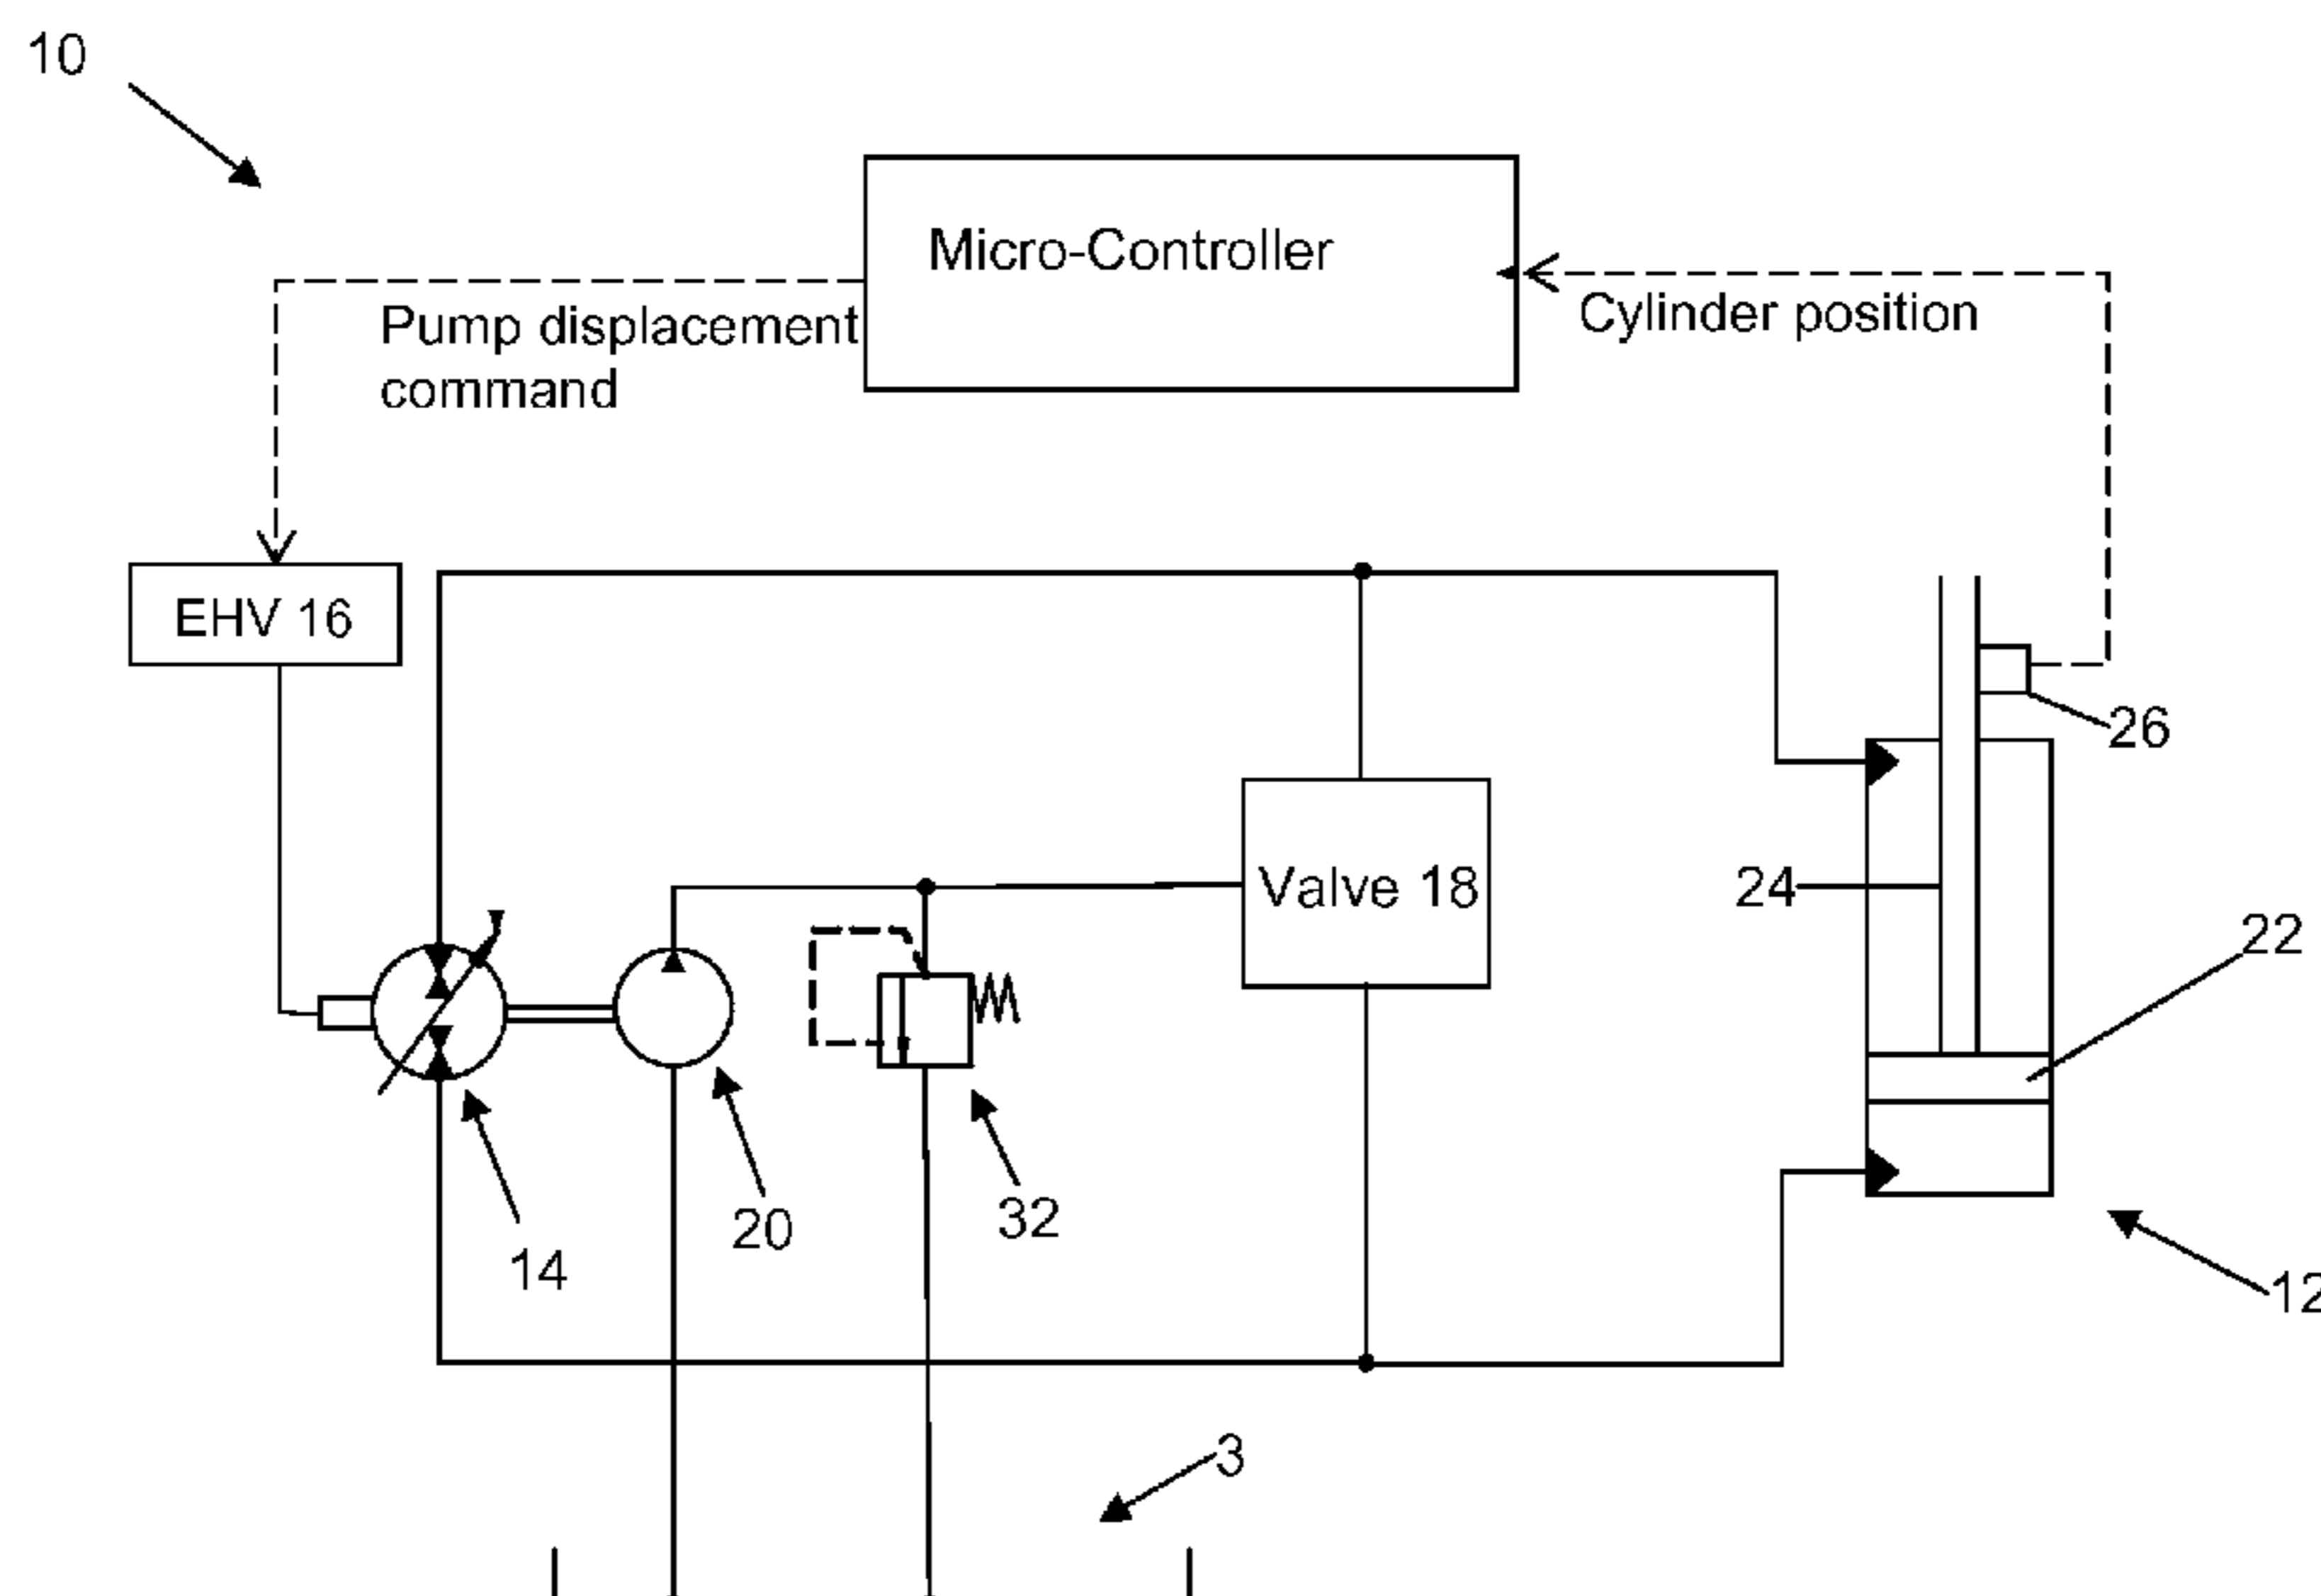 10
Micro-Controller
Pump displacement
command
Cylinder position
EHV 16
26
Valve 18
24
22
14
20
32
12
3